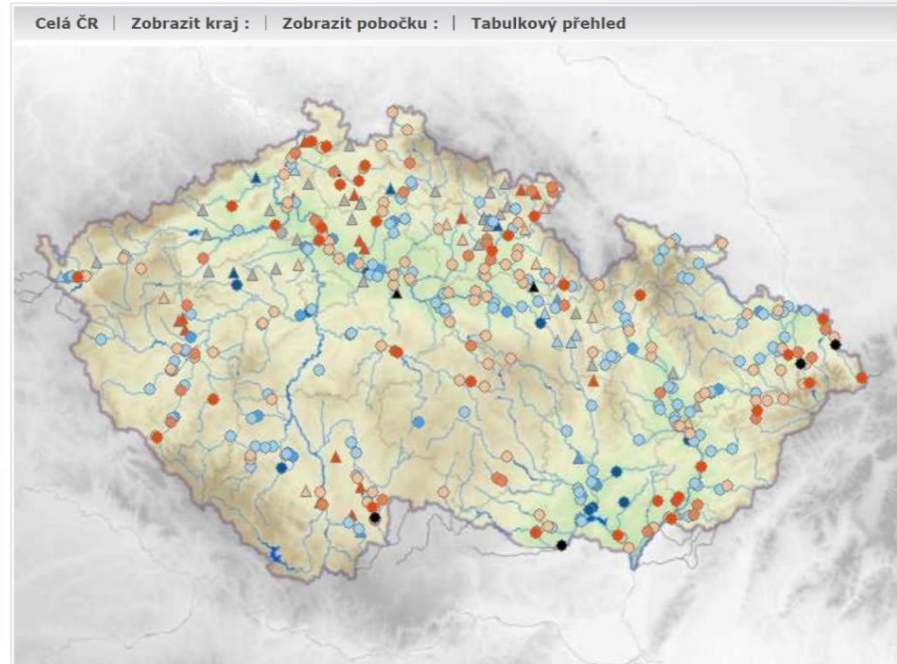 Celá ČR | Zobrazit kraj : | Zobrazit pobočku : | Tabulkový přehled